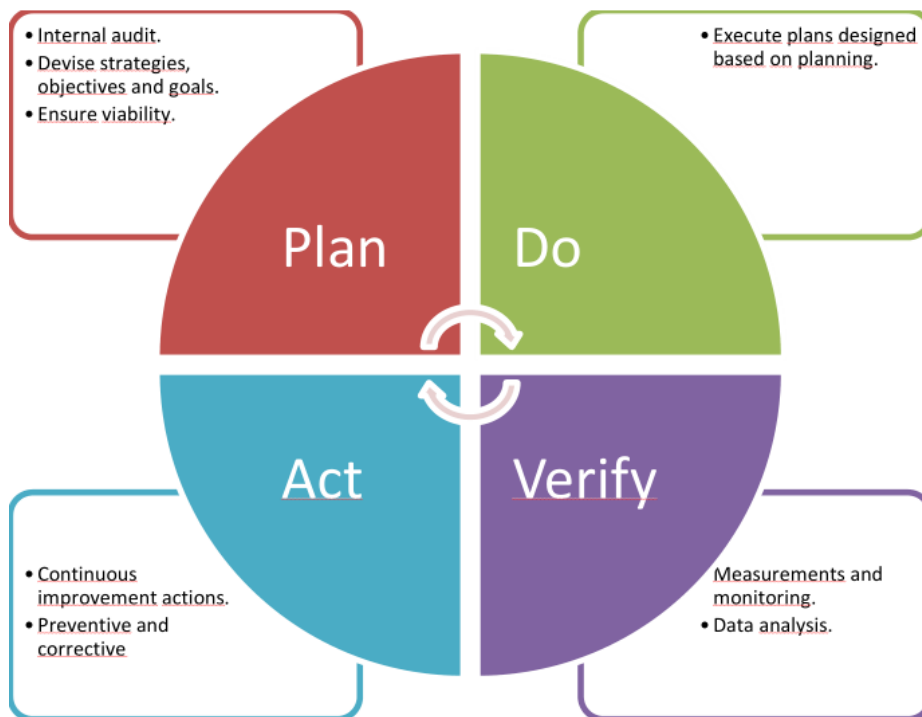 • Internal audit.
• Devise strategies,
objectives and goals.
• Ensure viability.
• Execute plans designed
based on planning.
Plan
Do
Act
Verify
• Continuous
improvement actions.
• Preventive and
corrective
Measurements and
monitoring.
• Data analysis.